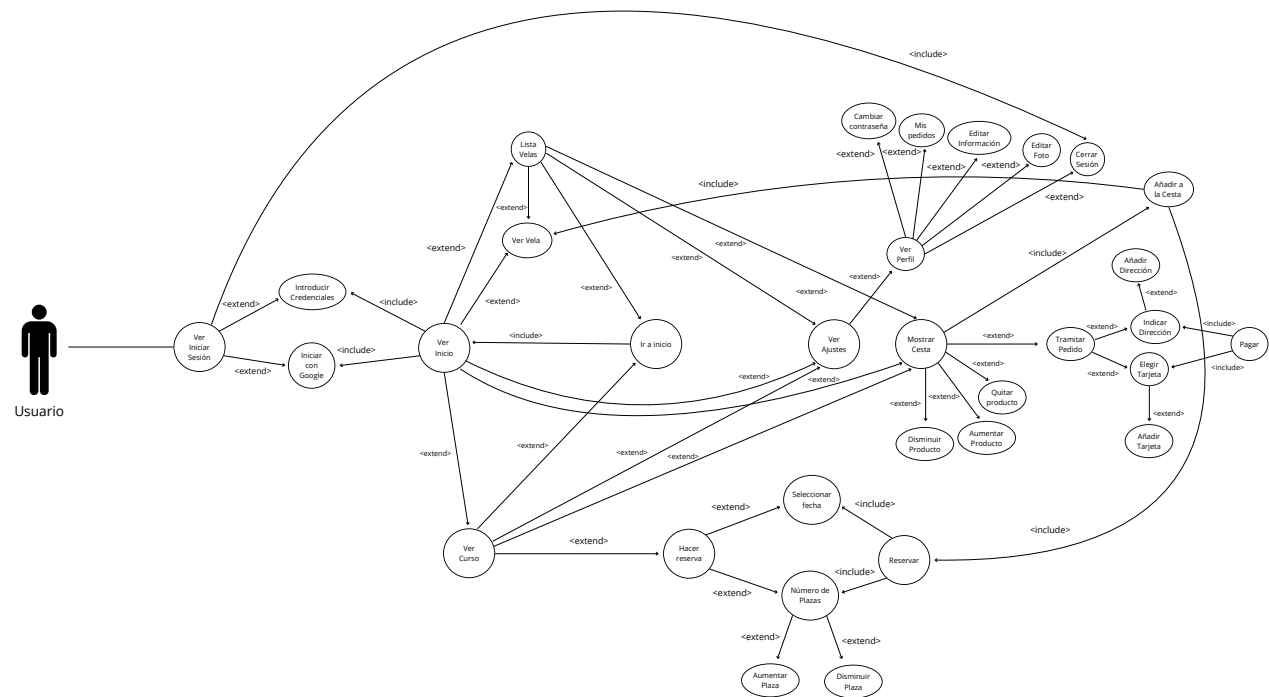 <include>
Cambiar
contraseña
Mis
pedidos
Editar
Información
Editar
Foto
Cerrar
Sesión
Lista
Velas
<extend>
<extend>
<extend>
<extend>
<extend>
<include>
Añadir a
la Cesta
<extend>
Ver Vela
<extend>
<extend>
<extend>
Ver
Perfil
<include>
Añadir
Dirección
<extend>
<extend>
<extend>
<extend>
Introducir
Credenciales
<extend>
<include>
<extend>
<extend>
Ver
Iniciar
Sesión
Ver
Inicio
<include>
Ir a inicio
Ver
Ajustes
Mostrar
Cesta
<extend>
Tramitar
Pedido
<extend>
Indicar
Dirección
<include>
Pagar
Iniciar
con
Google
<include>
<extend>
<extend>
<extend>
<extend>
<extend>
Elegir
Tarjeta
<include>
Usuario
<extend>
<extend>
Quitar
producto
<extend>
Disminuir
Producto
Aumentar
Producto
Añadir
Tarjeta
<extend>
<extend>
<extend>
<extend>
Seleccionar
fecha
<extend>
<include>
<include>
Ver
Curso
<extend>
Hacer
reserva
Reservar
<extend>
<include>
Número de
Plazas
<extend>
<extend>
Aumentar
Plaza
Disminuir
Plaza